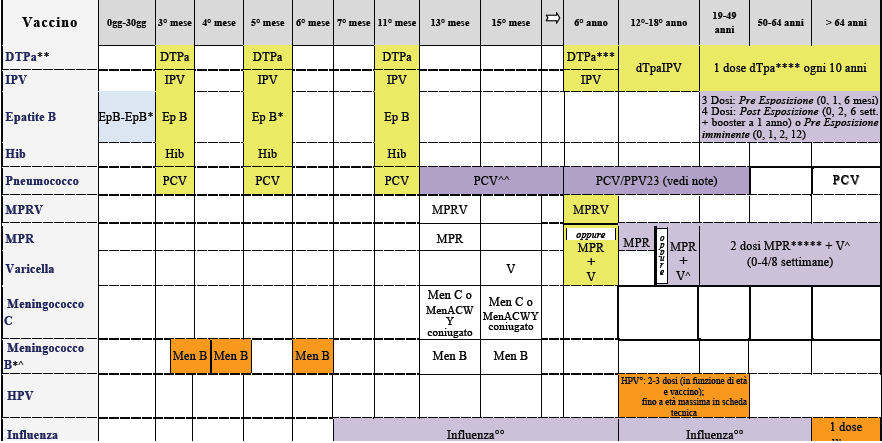 Vaccino 0gg-30gg 3° mese 4° mese 5° mese 6° mese 7° mese 11° mese 13° mese 15° mese ⇨ 6° anno 12°-18° anno 19-49 anni 50-64 anni > 64 anni
DTPa** DTPa DTPa DTPa DTPa*** dTpaIPV 1 dose dTpa**** ogni 10 anni
IPV IPV IPV IPV IPV
Epatite B EpB-EpB* Ep B Ep B* Ep B
3 Dosi: Pre Esposizione (0, 1, 6 mesi)
4 Dosi: Post Esposizione (0, 2, 6 sett.
+ booster a 1 anno) o Pre Esposizione
imminente (0, 1, 2, 12)
Hib Hib Hib Hib
Pneumococco PCV PCV PCV PCV^^ PCV/PPV23 (vedi note) PCV
MPRV MPRV MPRV
MPR MPR
oppure
MPR
+
V
MPR
oppure
MPR
+
V^
2 dosi MPR***** + V^
(0-4/8 settimane)
Varicella V
Meningococco
C
Men C o
MenACW
Y
coniugato
Men C o
MenACWY
coniugato
Meningococco
B*^
Men B Men B Men B Men B Men B
HPV
HPV°: 2-3 dosi (in funzione di età
e vaccino);
fino a età massima in scheda
tecnica
Influenza Influenza°° Influenza°° 1 dose